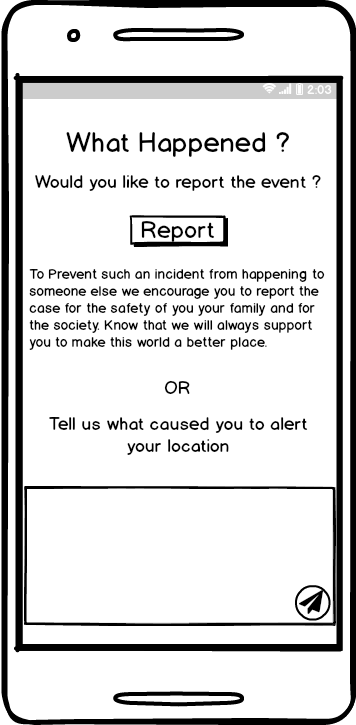 2:03
What Happened ?
Would you like to report the event ?
Report
To Prevent such an incident from happening to
someone else we encourage you to report the
case for the safety of you your family and for
the society. Know that we will always support
you to make this world a better place.
OR
Tell us what caused you to alert
your location